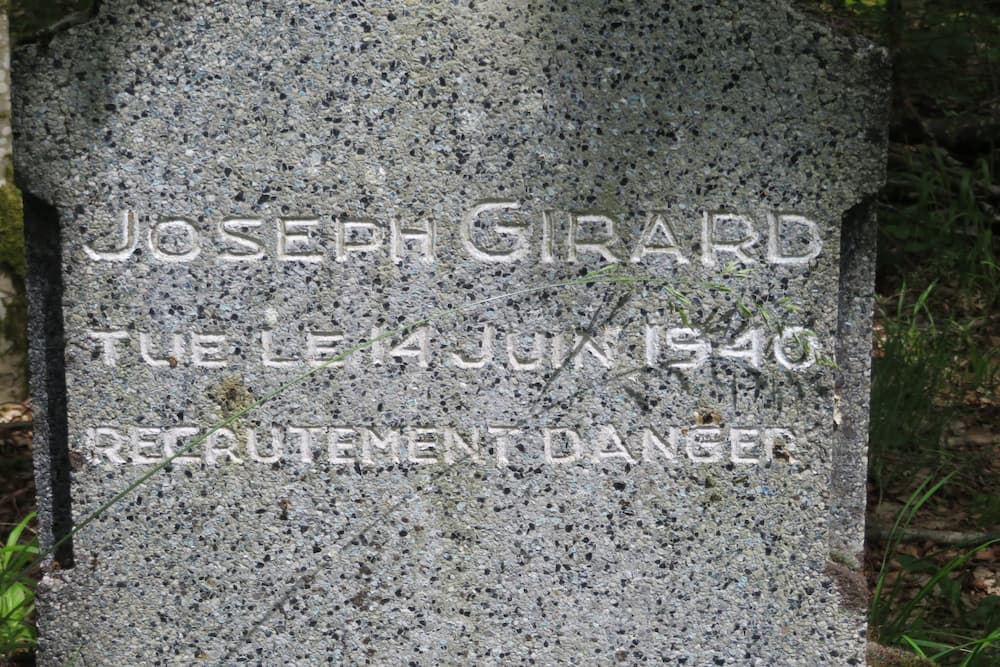 JOSEPH GIRARD
TUE LE 14 JUIN 1940
RECRUTEMENT DANGER